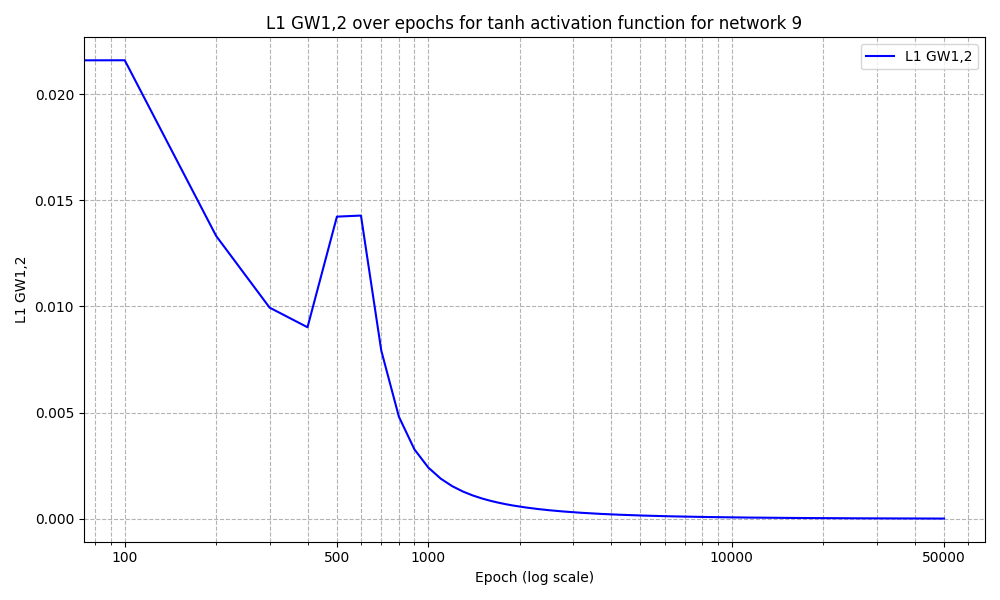 L1 GW1,2 over epochs for tanh activation function for network 9
L1 GW1,2
L1 GW1,2
0.020
0.015
0.010
0.005
0.000
100
500
1000
10000
50000
Epoch (log scale)